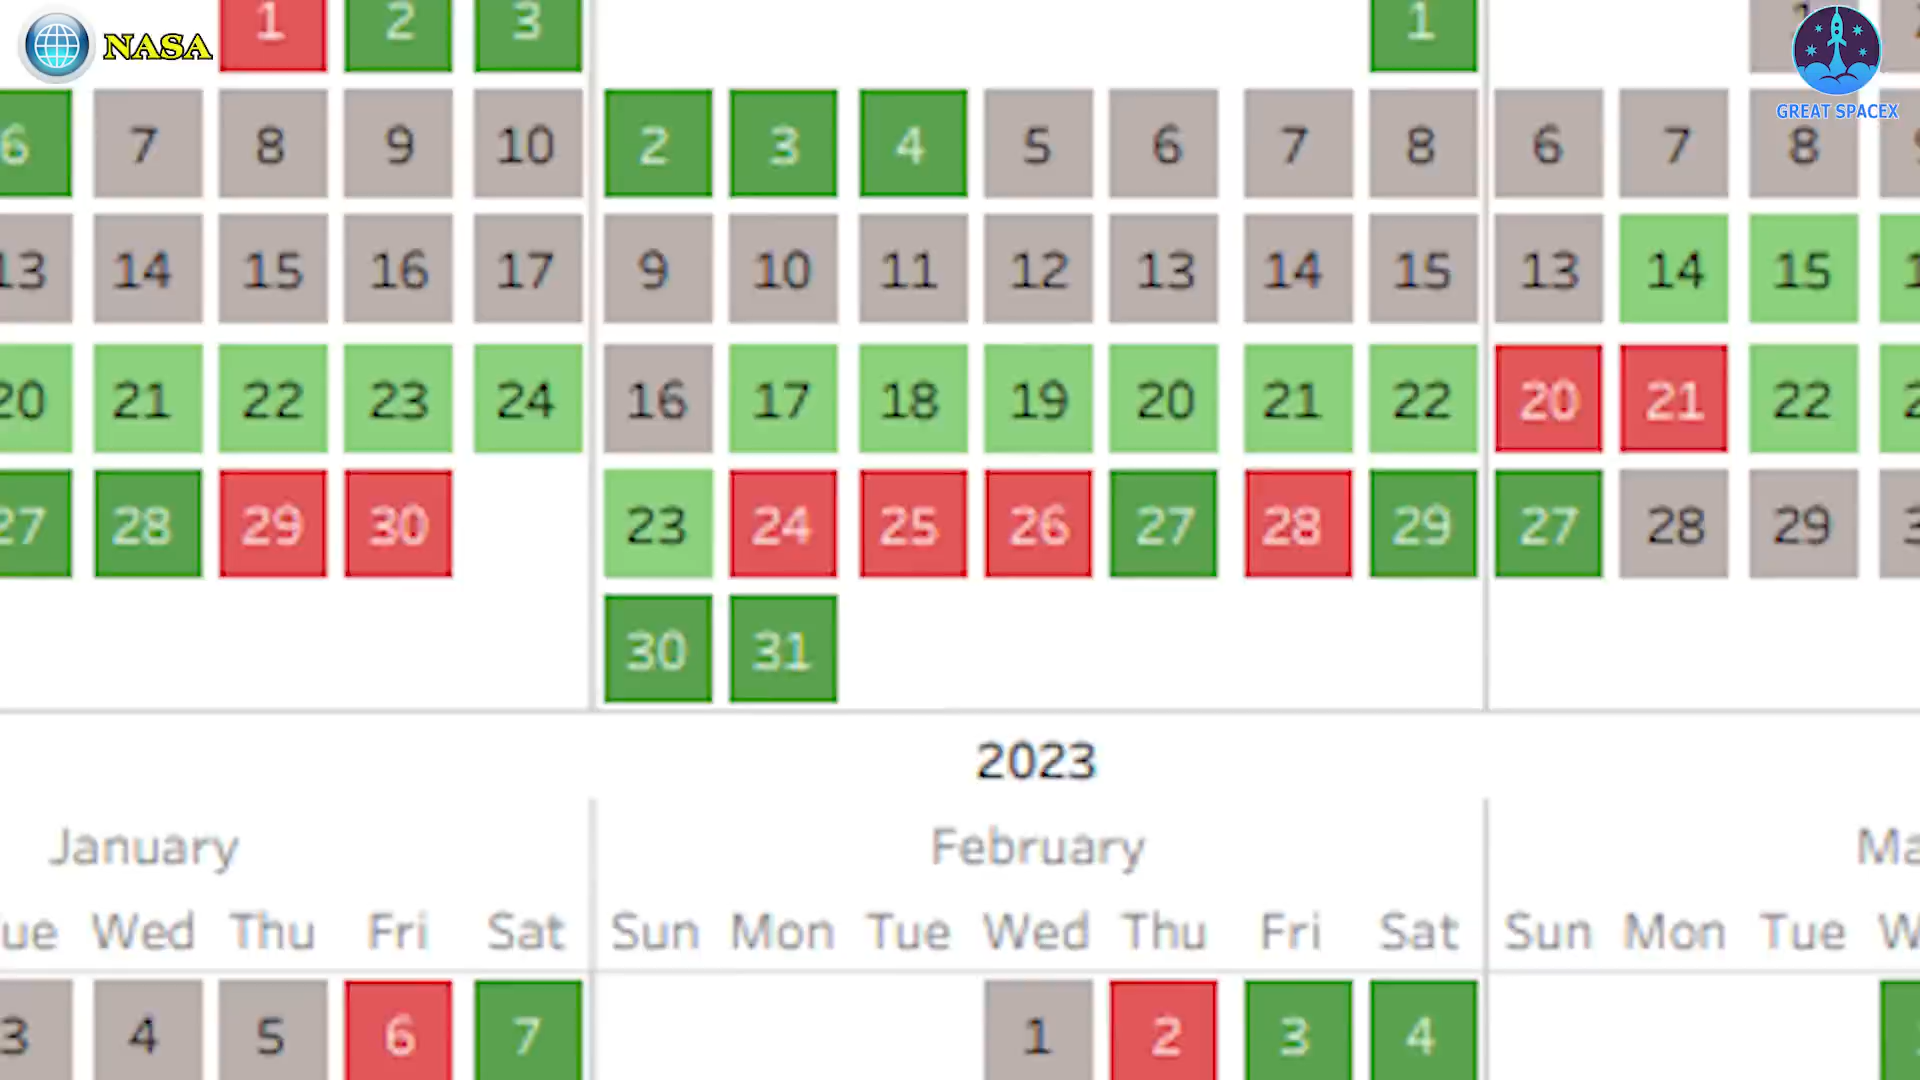 NASA
GREAT SPACEX
1 2 3 1
6 7 8 9 10 2 3 4 5 6 7 8 6 7 8
13 14 15 16 17 9 10 11 12 13 14 15 13 14 15
20 21 22 23 24 16 17 18 19 20 21 22 20 21 22
27 28 29 30 23 24 25 26 27 28 29 27 28 29
30 31
2023
January February
Wed Thu Fri Sat Sun Mon Tue Wed Thu Fri Sat Sun Mon Tue
3 4 5 6 7 1 2 3 4